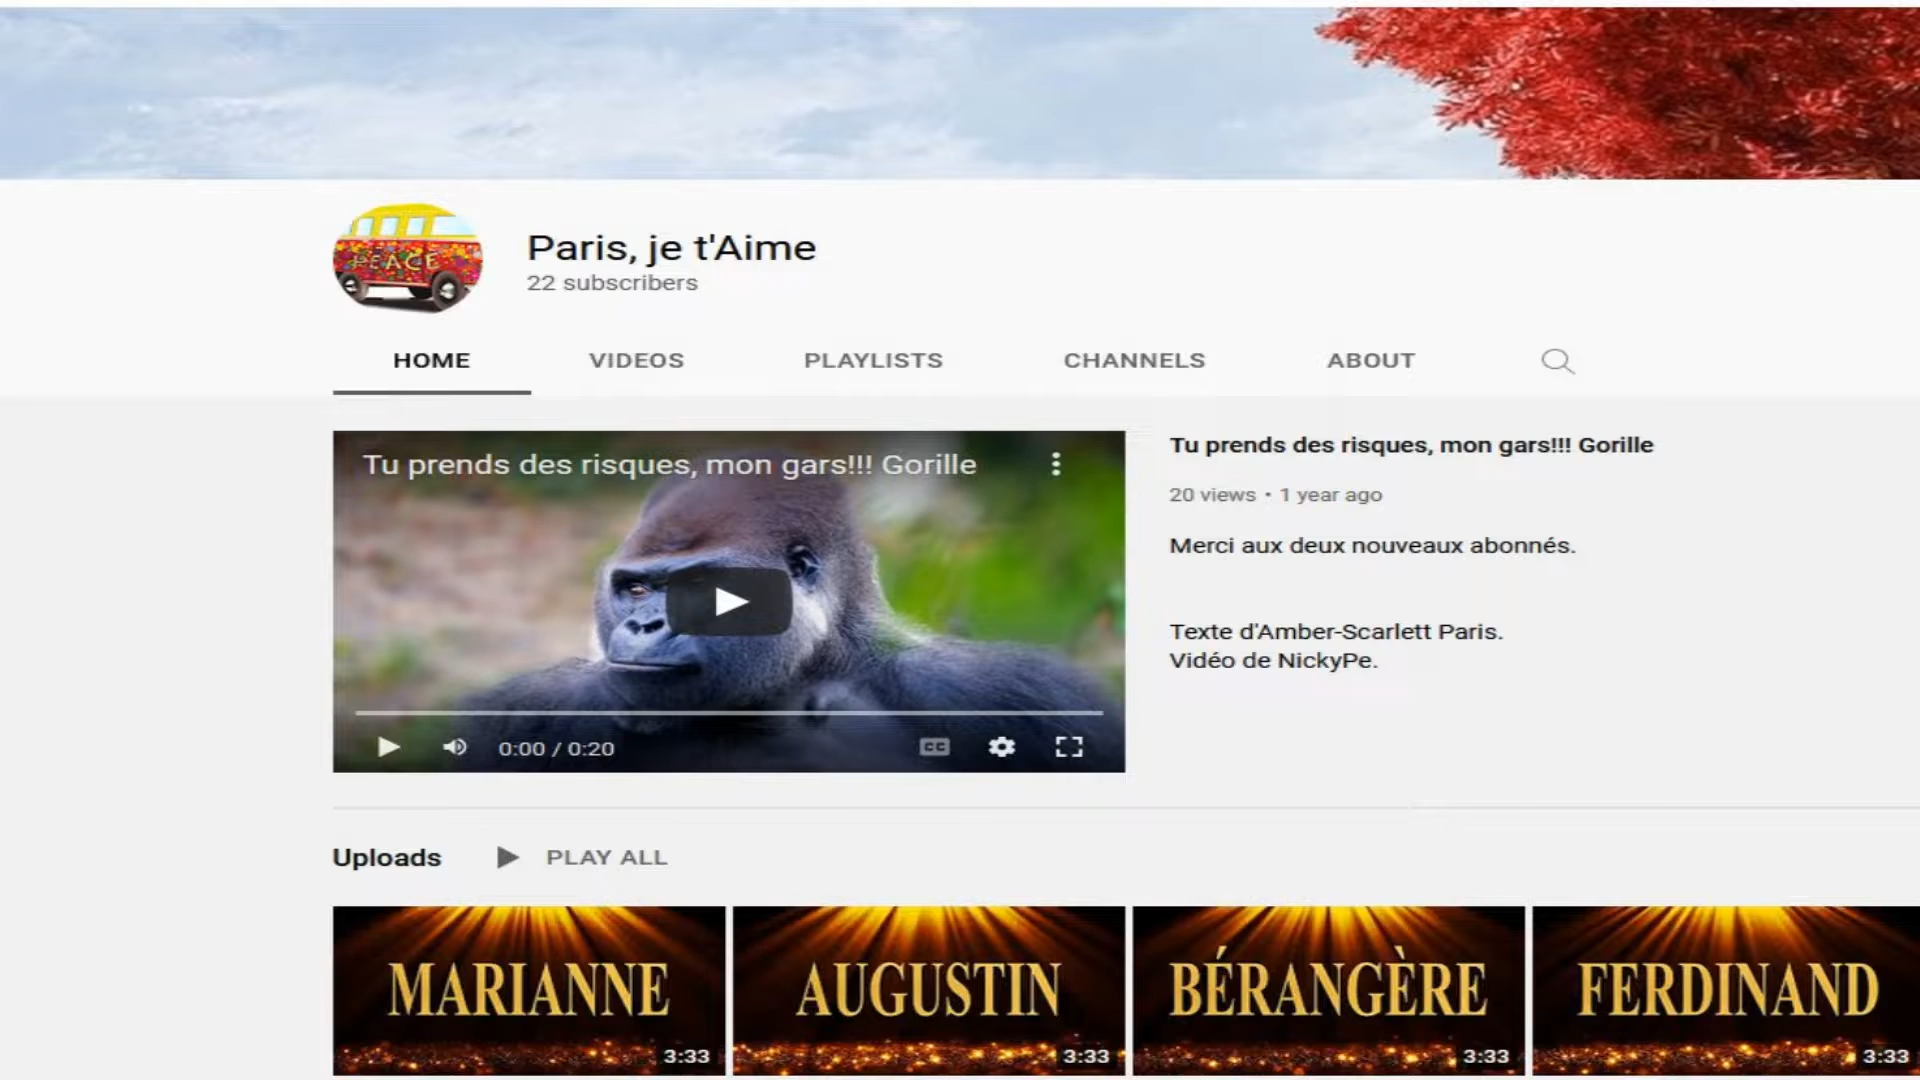 PEACE
Paris, je t'Aime
22 subscribers
HOME
VIDEOS
PLAYLISTS
CHANNELS
ABOUT
Tu prends des risques, mon gars!!! Gorille
0:00 / 0:20
CC
Tu prends des risques, mon gars!!! Gorille
20 views • 1 year ago
Merci aux deux nouveaux abonnés.
Texte d'Amber-Scarlett Paris.
Vidéo de NickyPe.
Uploads
PLAY ALL
MARIANNE
3:33
AUGUSTIN
3:33
BÉRANGÈRE
3:33
FERDINAND
3:33